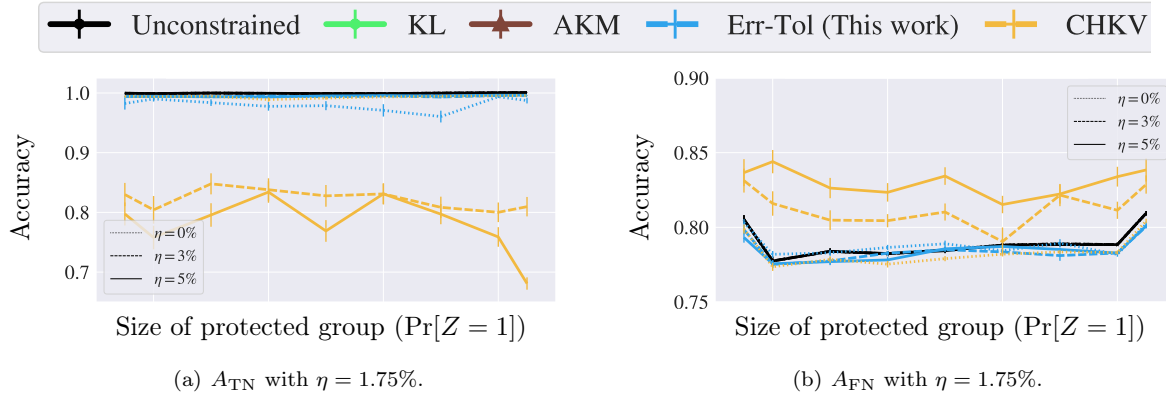 Unconstrained KL AKM Err-Tol (This work) CHKV
1.0
0.9
0.8
0.7
Accuracy
η = 0%
η = 3%
η = 5%
Size of protected group (Pr[Z = 1])
(a) A_TN with η = 1.75%.
0.90
0.85
0.80
0.75
Accuracy
η = 0%
η = 3%
η = 5%
Size of protected group (Pr[Z = 1])
(b) A_FN with η = 1.75%.